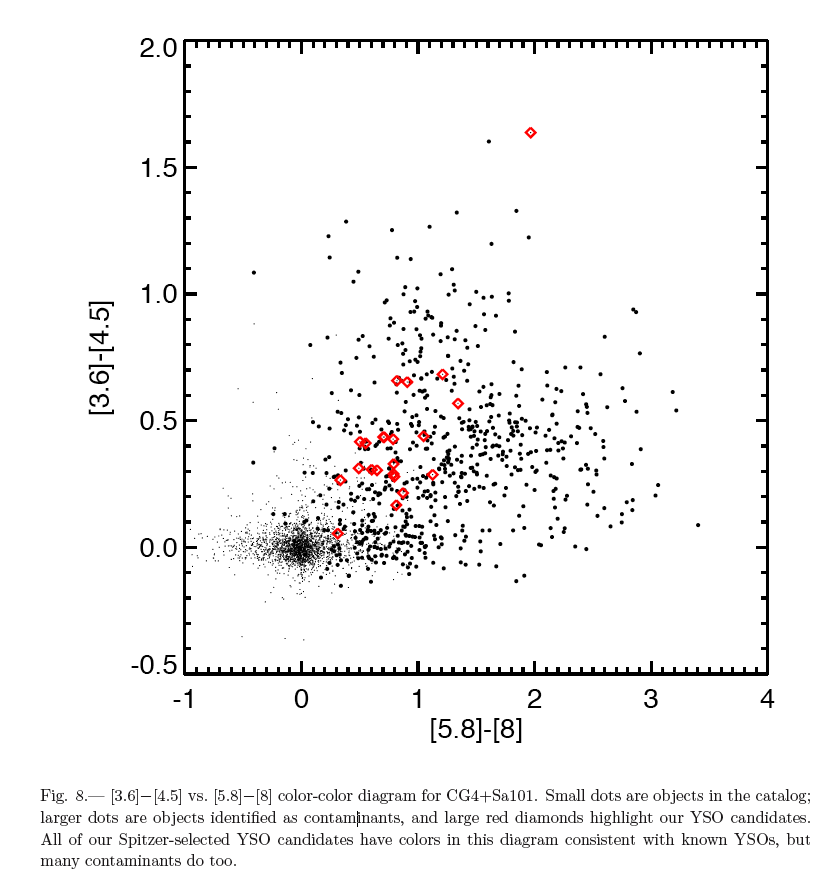 2.0
1.5
1.0
0.5
0.0
-0.5
[3.6]-[4.5]
-1 0 1 2 3 4
[5.8]-[8]
Fig. 8.— [3.6]−[4.5] vs. [5.8]−[8] color-color diagram for CG4+Sa101. Small dots are objects in the catalog;
larger dots are objects identified as contaminants, and large red diamonds highlight our YSO candidates.
All of our Spitzer-selected YSO candidates have colors in this diagram consistent with known YSOs, but
many contaminants do too.